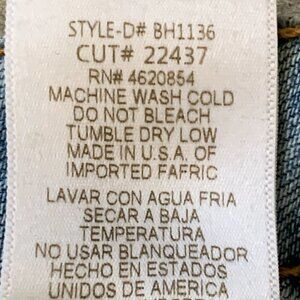 STYLE-D# BH1136
CUT# 22437
RN# 4620854
MACHINE WASH COLD
DO NOT BLEACH
TUMBLE DRY LOW
MADE IN U.S.A. OF
IMPORTED FAFRIC
LAVAR CON AGUA FRIA
SECAR A BAJA
TEMPERATURA
NO USAR BLANQUEADOR
HECHO EN ESTADOS
UNIDOS DE AMERICA